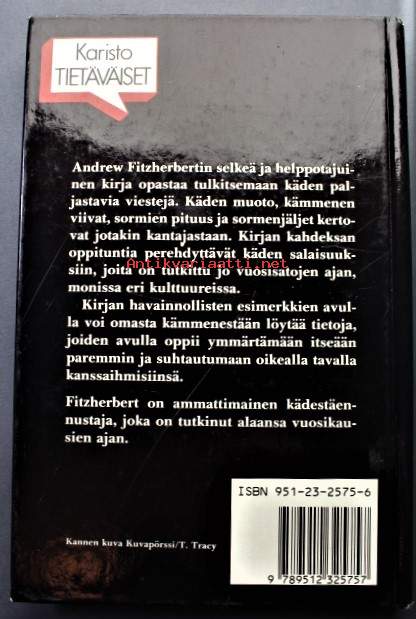 Karisto
TIETÄVÄISET
Andrew Fitzherbertin selkeä ja helppotajui-
nen kirja opastaa tulkitsemaan käden pal-
jastavia viestejä. Käden muoto, kämmenen
viivat, sormien pituus ja sormenjäljet kerto-
vat jotakin kantajastaan. Kirjan kahdeksan
oppituntia perehdyttävät käden salaisuuk-
Antikvariaatti.net
siin, joita on tutkittu jo vuosisatojen ajan,
monissa eri kulttuureissa.
Kirjan havainnollisten esimerkkien avul-
la voi omasta kämmenestään löytää tietoja,
joiden avulla oppii ymmärtämään itseään
paremmin ja suhtautumaan oikealla tavalla
kanssaihmisiinsä.
Fitzherbert on ammattimainen kädestäen-
nustaja, joka on tutkinut alaansa vuosikau-
sien ajan.
ISBN 951-23-2575-6
Kannen kuva Kuvapörssi/T. Tracy
9 789512 325757